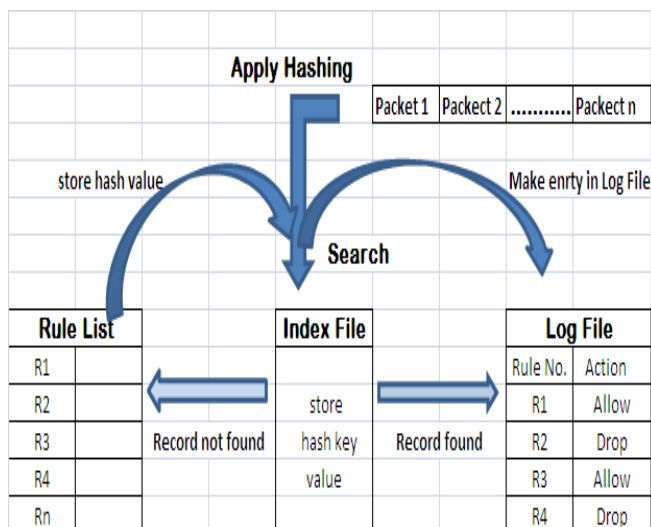 Apply Hashing
Packet 1 Packect 2 ........... Packect n
store hash value
Make enrty in Log File
Search
Rule List Index File Log File
R1 Rule No. Action
R2 store R1 Allow
R3 Record not found hash key Record found R2 Drop
R4 value R3 Allow
Rn R4 Drop